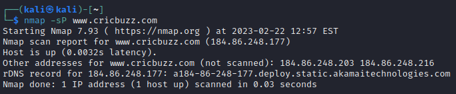 ┌──(kali㉿kali)-[~]
└─$ nmap -sP www.cricbuzz.com
Starting Nmap 7.93 ( https://nmap.org ) at 2023-02-22 12:57 EST
Nmap scan report for www.cricbuzz.com (184.86.248.177)
Host is up (0.0032s latency).
Other addresses for www.cricbuzz.com (not scanned): 184.86.248.203 184.86.248.216
rDNS record for 184.86.248.177: a184-86-248-177.deploy.static.akamaitechnologies.com
Nmap done: 1 IP address (1 host up) scanned in 0.03 seconds